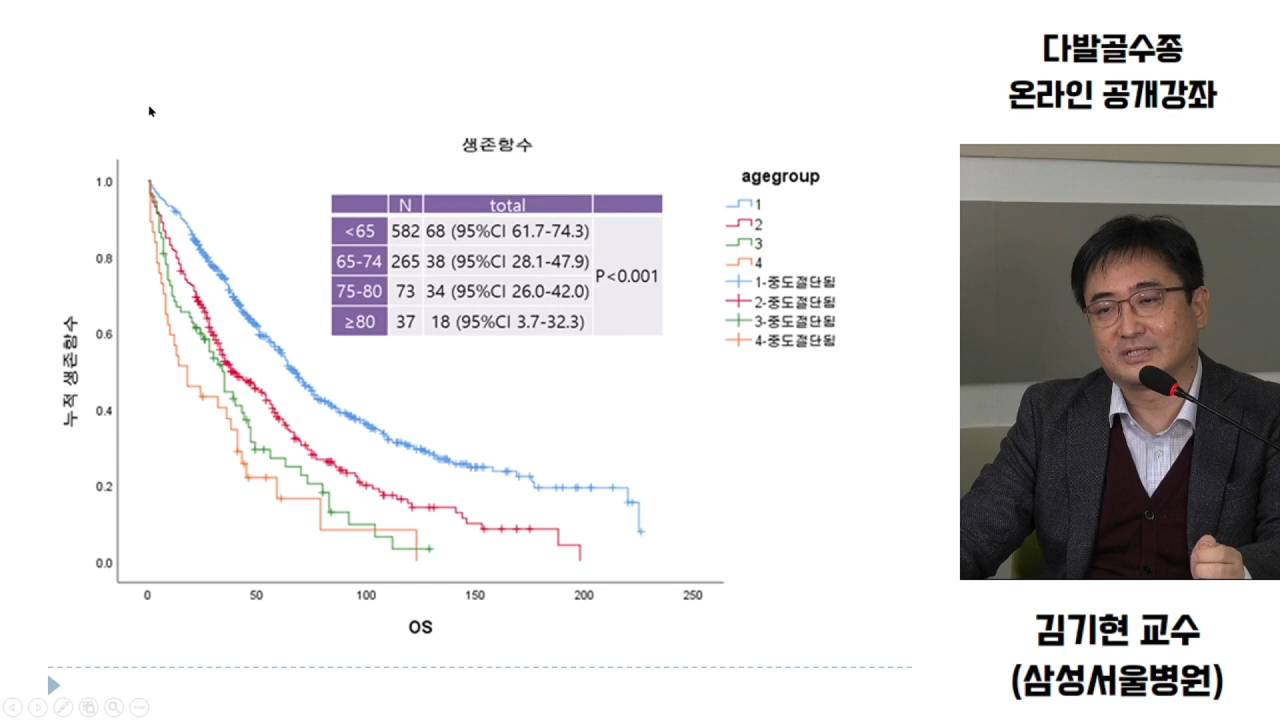 다발골수종
온라인 공개강좌
생존함수
agegroup
1
2
3
4
1-중도절단됨
2-중도절단됨
3-중도절단됨
4-중도절단됨
N total
<65 582 68 (95%CI 61.7-74.3)
65-74 265 38 (95%CI 28.1-47.9)
75-80 73 34 (95%CI 26.0-42.0)
≥80 37 18 (95%CI 3.7-32.3)
P<0.001
누적 생존함수
1.0
0.8
0.6
0.4
0.2
0.0
0 50 100 150 200 250
OS
김기현 교수
(삼성서울병원)